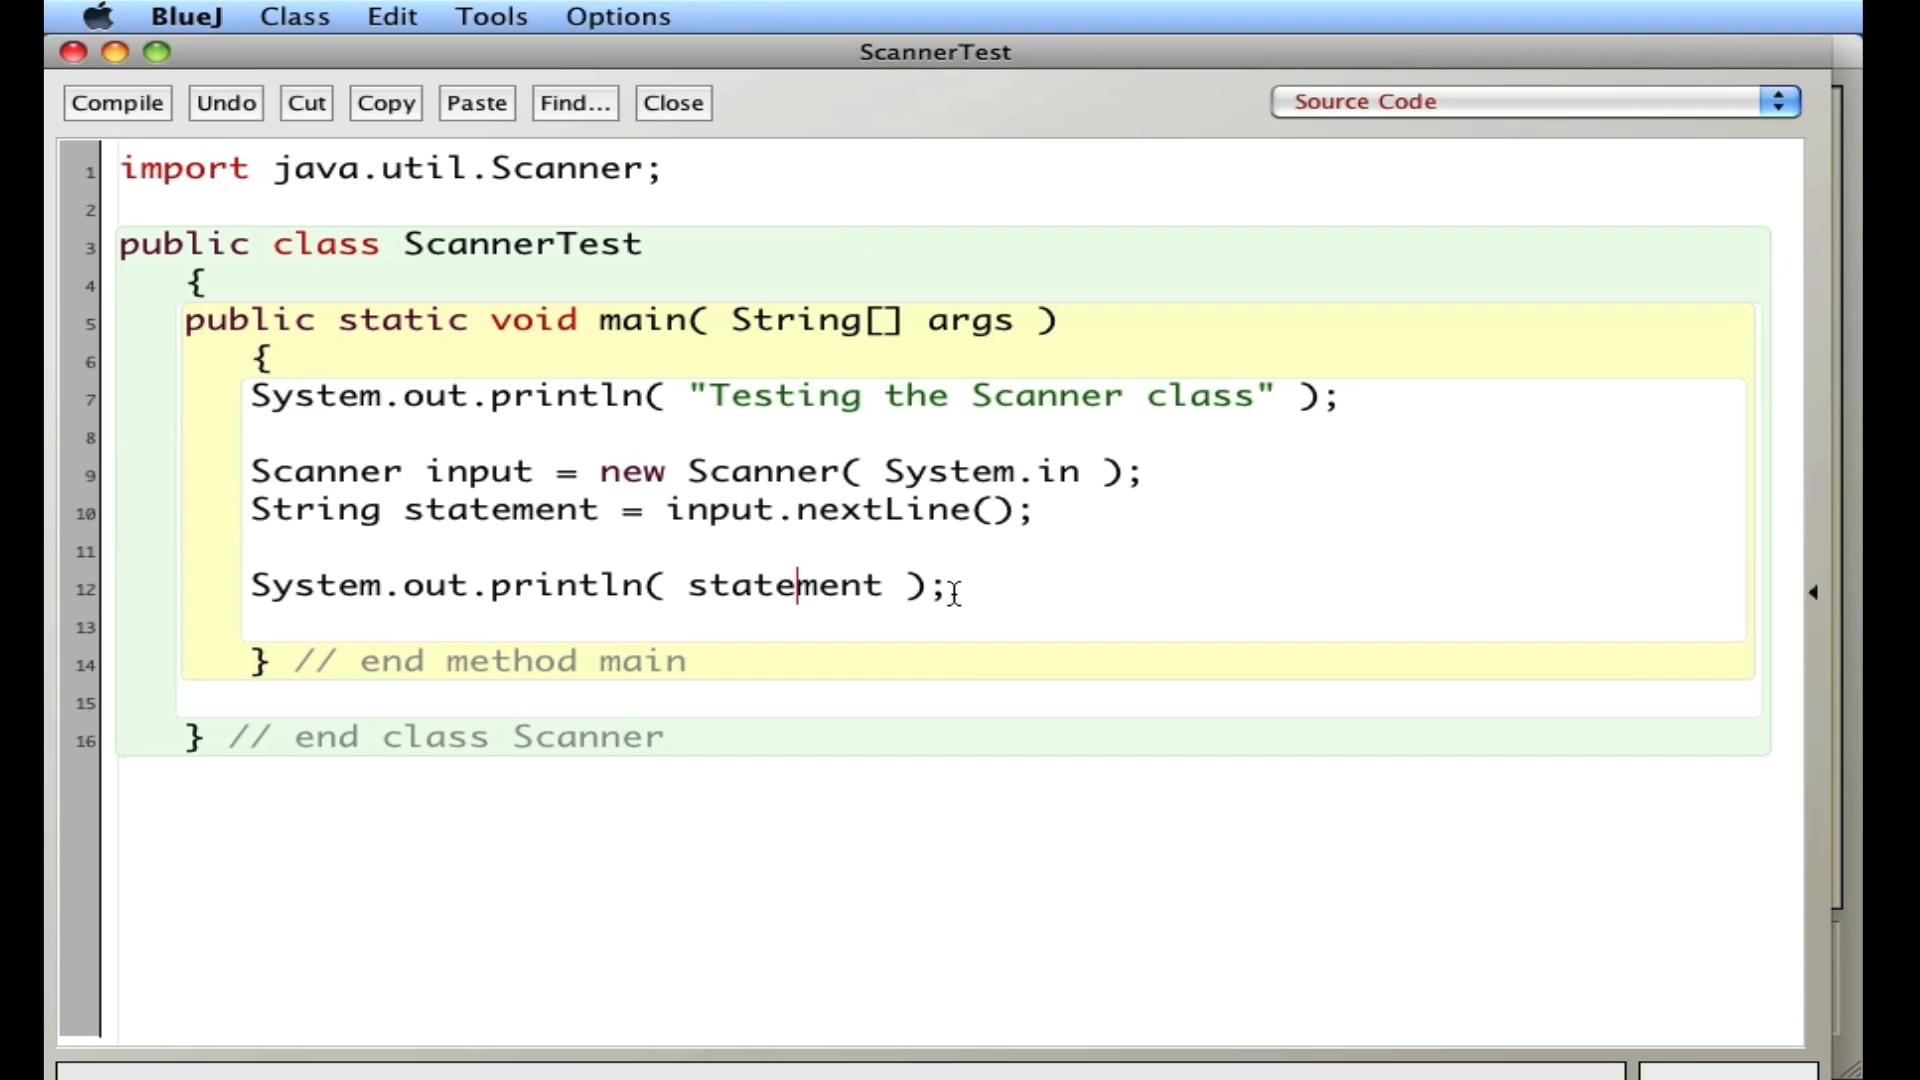 BlueJ Class Edit Tools Options
ScannerTest
Compile Undo Cut Copy Paste Find... Close Source Code
1 import java.util.Scanner;
2
3 public class ScannerTest
4 {
5 public static void main( String[] args )
6 {
7 System.out.println( "Testing the Scanner class" );
8
9 Scanner input = new Scanner( System.in );
10 String statement = input.nextLine();
11
12 System.out.println( statement );
13
14 } // end method main
15
16 } // end class Scanner